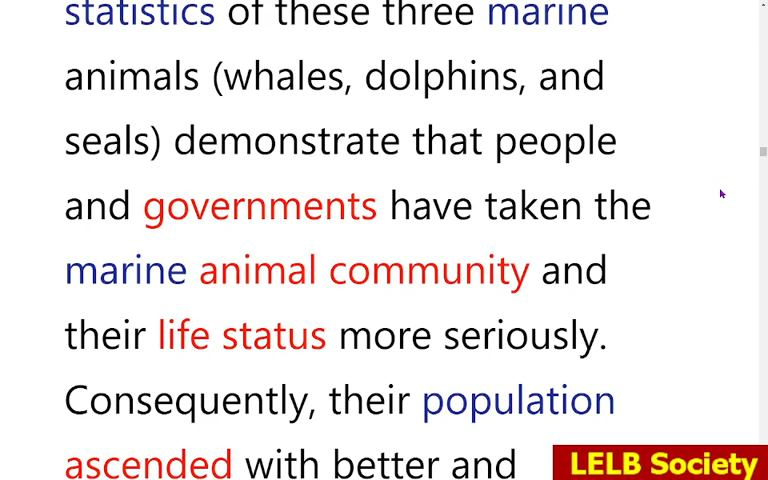 statistics of these three marine
animals (whales, dolphins, and
seals) demonstrate that people
and governments have taken the
marine animal community and
their life status more seriously.
Consequently, their population
ascended with better and
LELB Society